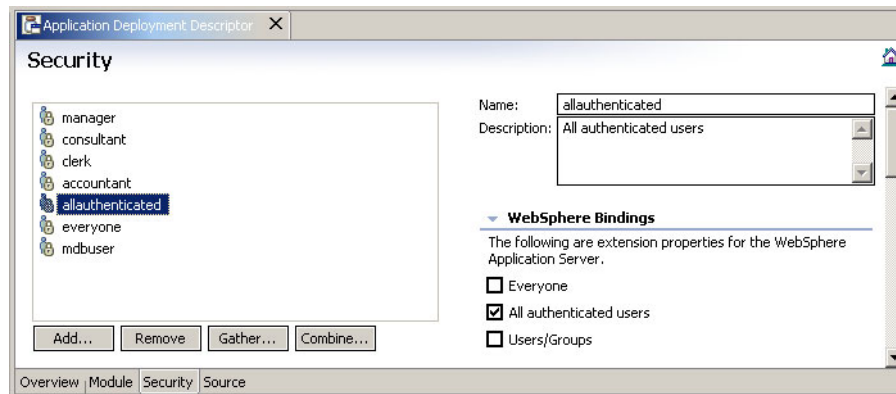 Application Deployment Descriptor
Security
manager
consultant
clerk
accountant
allauthenticated
everyone
mdbuser
Add...
Remove
Gather...
Combine...
Name:
allauthenticated
Description:
All authenticated users
WebSphere Bindings
The following are extension properties for the WebSphere
Application Server.
Everyone
All authenticated users
Users/Groups
Overview
Module
Security
Source